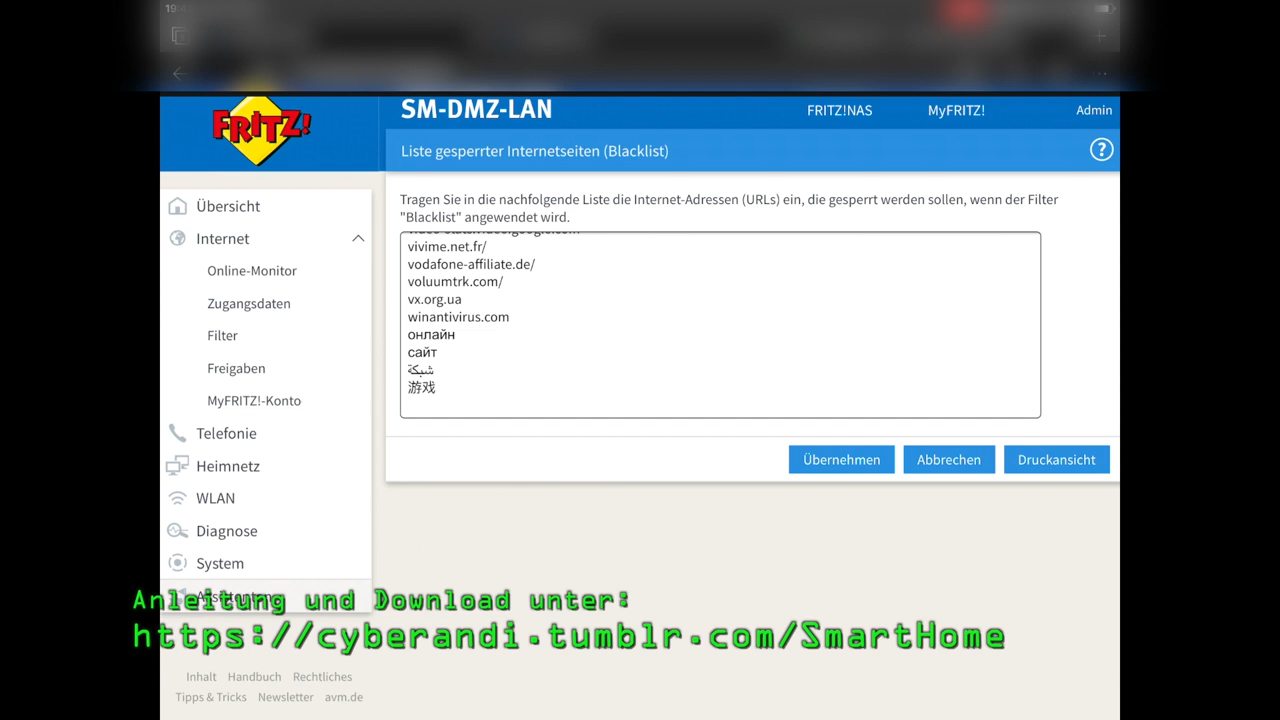 FRITZ!
SM-DMZ-LAN
FRITZ!NAS
MyFRITZ!
Admin
Liste gesperrter Internetseiten (Blacklist)
?
Übersicht
Internet
Online-Monitor
Zugangsdaten
Filter
Freigaben
MyFRITZ!-Konto
Telefonie
Heimnetz
WLAN
Diagnose
System
Assistenten
Tragen Sie in die nachfolgende Liste die Internet-Adressen (URLs) ein, die gesperrt werden sollen, wenn der Filter
"Blacklist" angewendet wird.
vivime.net.fr/
vodafone-affiliate.de/
voluumtrk.com/
vx.org.ua
winantivirus.com
онлайн
сайт
شبكة
游戏
Übernehmen
Abbrechen
Druckansicht
Anleitung und Download unter:
https://cyberandi.tumblr.com/SmartHome
Inhalt Handbuch Rechtliches
Tipps & Tricks Newsletter avm.de